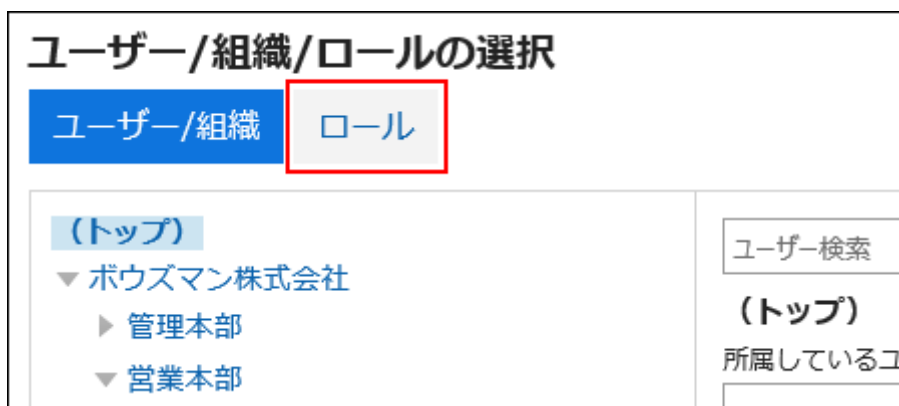 ユーザー/組織/ロールの選択
ユーザー/組織 ロール
(トップ)
ボウズマン株式会社
管理本部
営業本部
ユーザー検索
(トップ)
所属しているユ